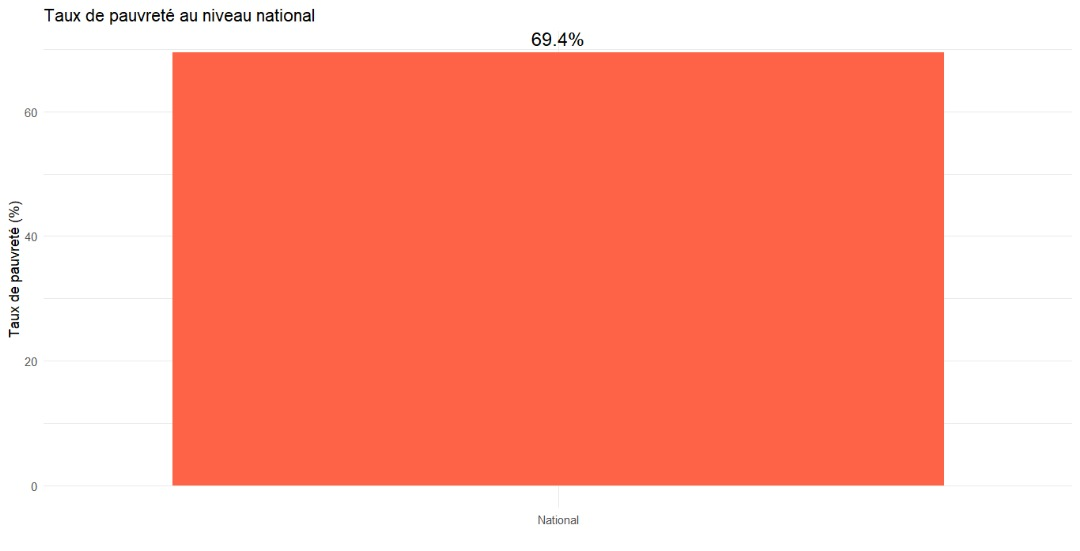 Taux de pauvreté au niveau national
69.4%
60
40
20
0
Taux de pauvreté (%)
National